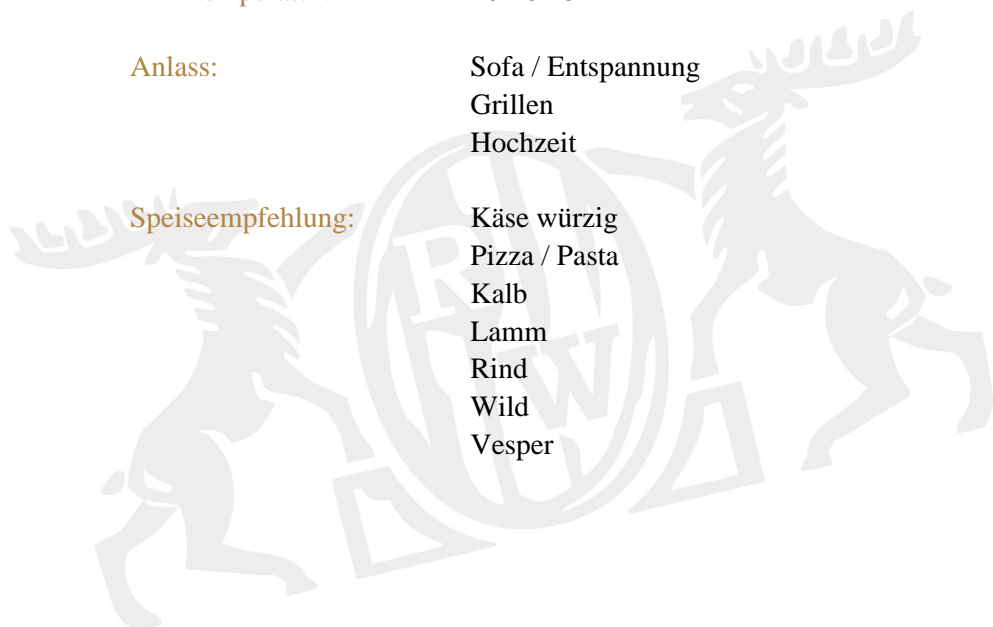 Anlass: Sofa / Entspannung
Grillen
Hochzeit
Speiseempfehlung: Käse würzig
Pizza / Pasta
Kalb
Lamm
Rind
Wild
Vesper
R
W